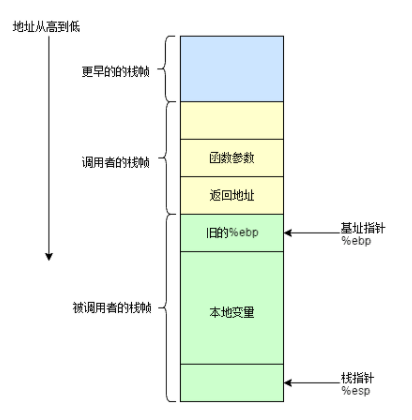 地址从高到低
更早的的栈帧
调用者的栈帧
函数参数
返回地址
旧的%ebp
基址指针
%ebp
被调用者的栈帧
本地变量
栈指针
%esp